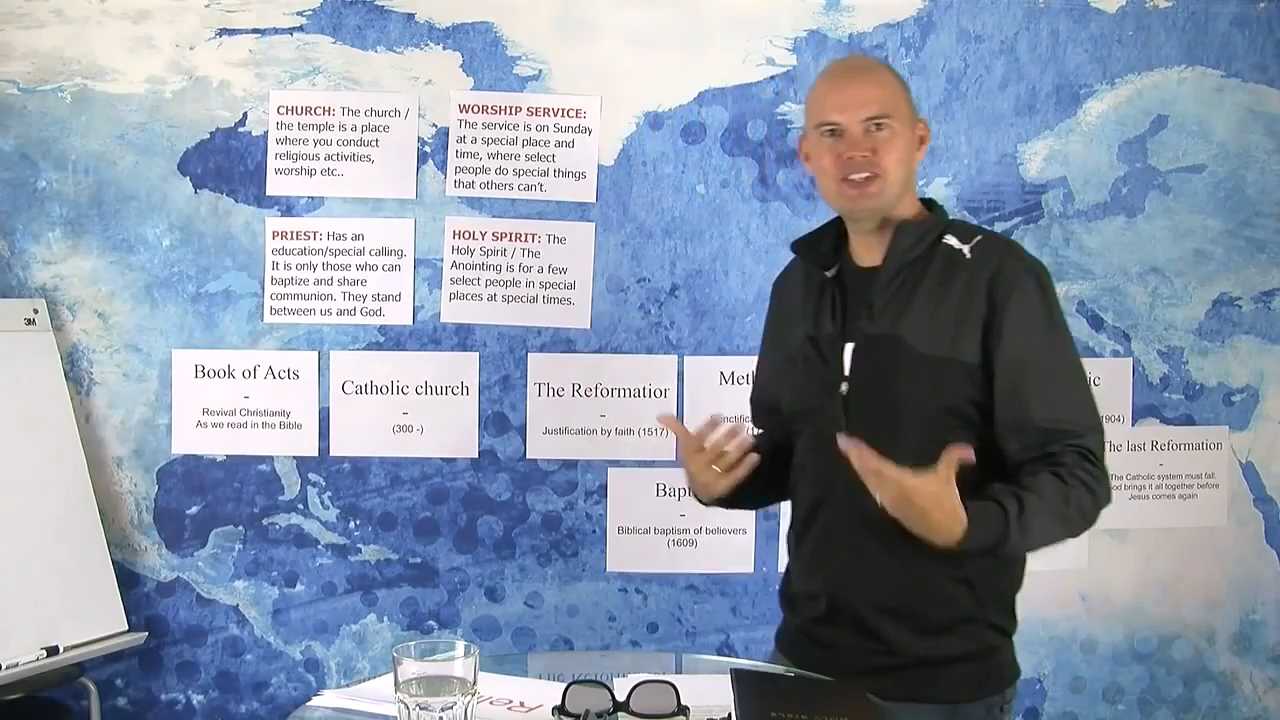 CHURCH: The church /
the temple is a place
where you conduct
religious activities,
worship etc..
WORSHIP SERVICE:
The service is on Sunday
at a special place and
time, where select
people do special things
that others can't.
PRIEST: Has an
education/special calling.
It is only those who can
baptize and share
communion. They stand
between us and God.
HOLY SPIRIT: The
Holy Spirit / The
Anointing is for a few
select people in special
places at special times.
3M
Book of Acts
-
Revival Christianity
As we read in the Bible
Catholic church
-
(300 -)
The Reformation
-
Justification by faith (1517)
Biblical baptism of believers
(1609)
1904)
The last Reformation
-
The Catholic system must fall.
God brings it all together before
Jesus comes again